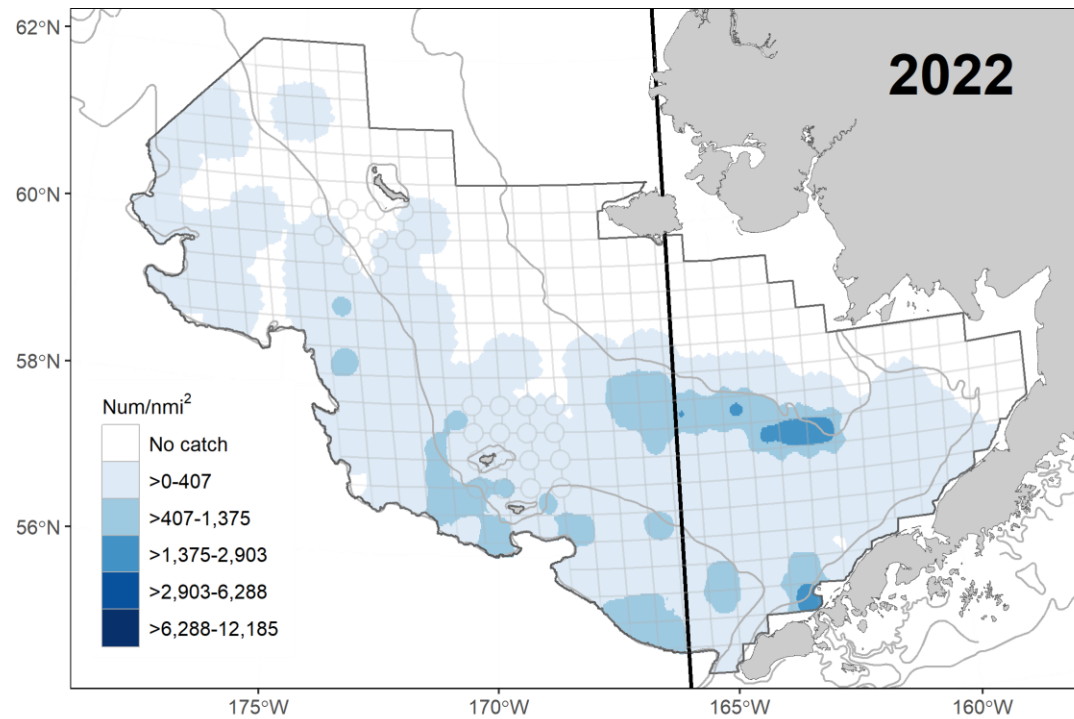 62°N
2022
60°N
58°N
56°N
Num/nmi²
No catch
>0-407
>407-1,375
>1,375-2,903
>2,903-6,288
>6,288-12,185
175°W
170°W
165°W
160°W